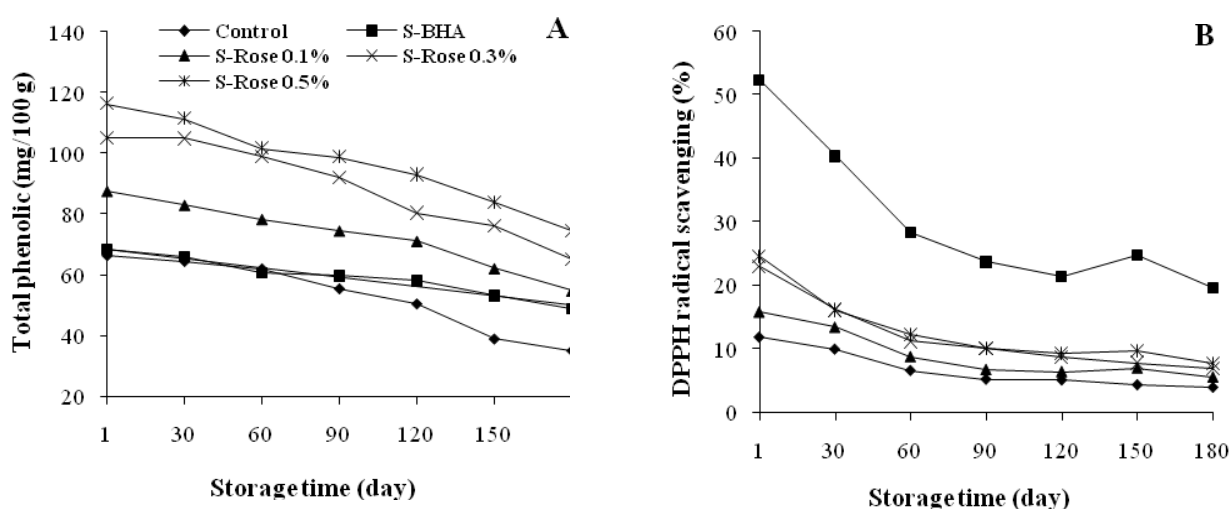 A
Control
S-BHA
S-Rose 0.1%
S-Rose 0.3%
S-Rose 0.5%
Total phenolic (mg/100 g)
140
120
100
80
60
40
20
1 30 60 90 120 150
Storage time (day)
B
DPPH radical scavenging (%)
60
50
40
30
20
10
0
1 30 60 90 120 150 180
Storage time (day)